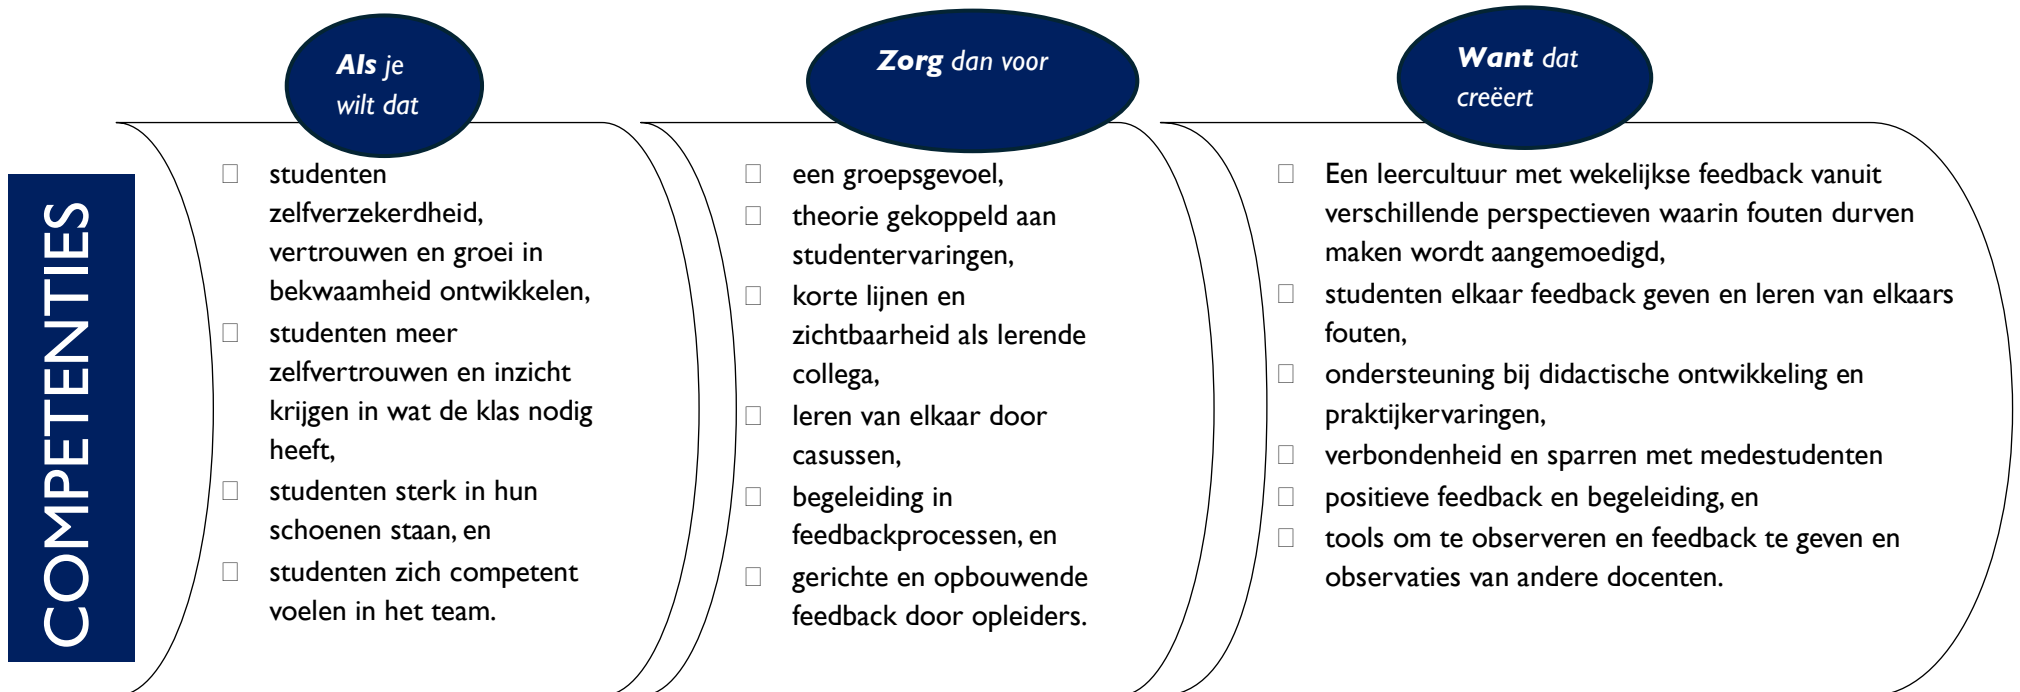 COMPETENTIES
Als je
wilt dat
studenten
zelfverzekerdheid,
vertrouwen en groei in
bekwaamheid ontwikkelen,
studenten meer
zelfvertrouwen en inzicht
krijgen in wat de klas nodig
heeft,
studenten sterk in hun
schoenen staan, en
studenten zich competent
voelen in het team.
Zorg dan voor
een groepsgevoel,
theorie gekoppeld aan
studentervaringen,
korte lijnen en
zichtbaarheid als lerende
collega,
leren van elkaar door
casussen,
begeleiding in
feedbackprocessen, en
gerichte en opbouwende
feedback door opleiders.
Want dat
creëert
Een leercultuur met wekelijkse feedback vanuit
verschillende perspectieven waarin fouten durven
maken wordt aangemoedigd,
studenten elkaar feedback geven en leren van elkaars
fouten,
ondersteuning bij didactische ontwikkeling en
praktijkervaringen,
verbondenheid en sparren met medestudenten
positieve feedback en begeleiding, en
tools om te observeren en feedback te geven en
observaties van andere docenten.